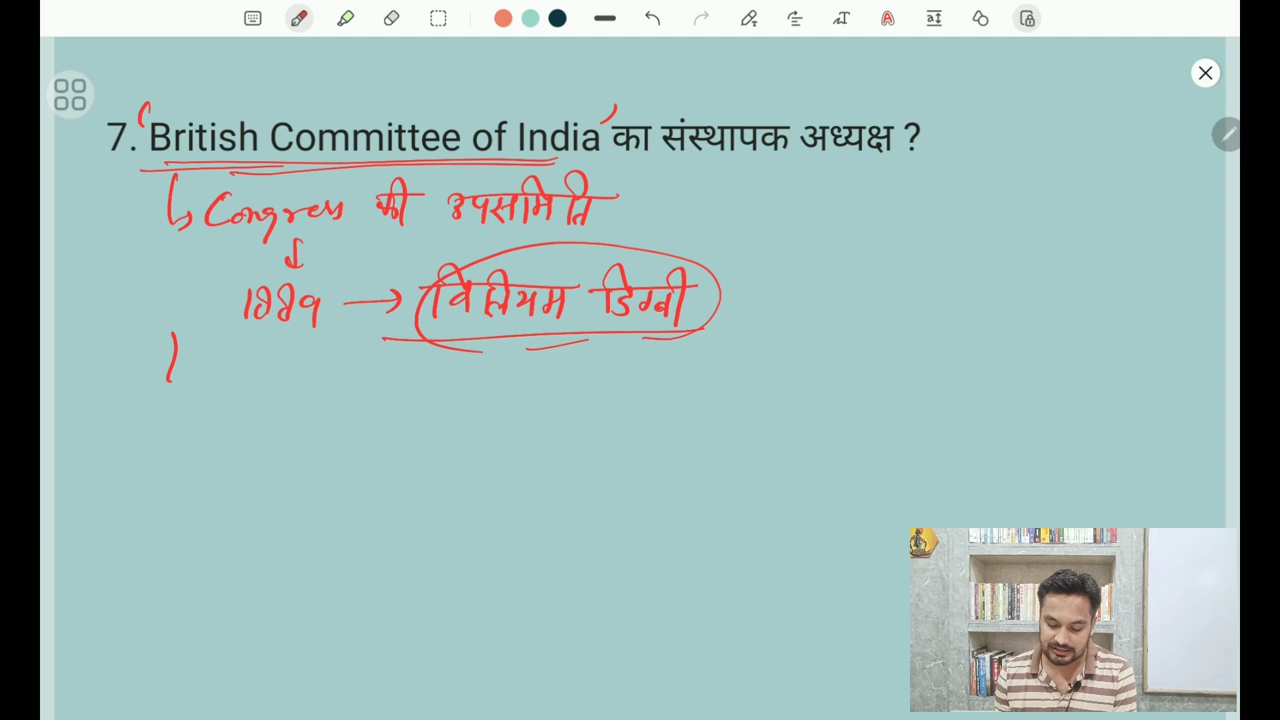 7. 'British Committee of India' का संस्थापक अध्यक्ष ?
↳ Congress की उपसमिति
↓
1889 → विलियम डिग्बी